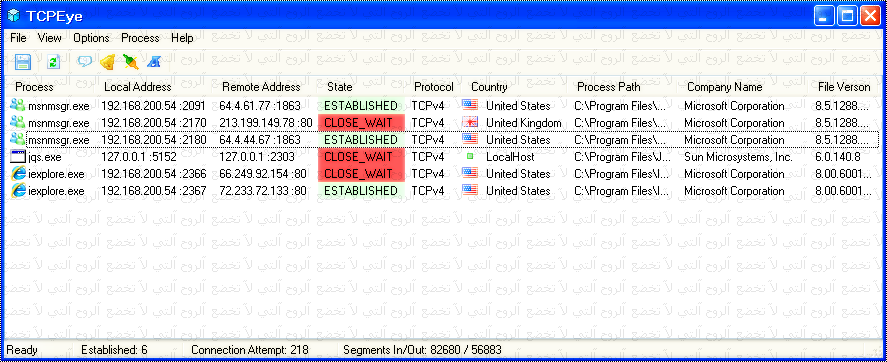 TCPEye
File View Options Process Help
Process Local Address Remote Address State Protocol Country Process Path Company Name File Verson
msnmsgr.exe 192.168.200.54 :2091 64.4.61.77 :1863 ESTABLISHED TCPv4 United States C:\Program Files\... Microsoft Corporation 8.5.1288....
msnmsgr.exe 192.168.200.54 :2170 213.199.149.78 :80 CLOSE_WAIT TCPv4 United Kingdom C:\Program Files\... Microsoft Corporation 8.5.1288....
msnmsgr.exe 192.168.200.54 :2180 64.4.44.67 :1863 ESTABLISHED TCPv4 United States C:\Program Files\... Microsoft Corporation 8.5.1288....
jqs.exe 127.0.0.1 :5152 127.0.0.1 :2303 CLOSE_WAIT TCPv4 LocalHost C:\Program Files\J... Sun Microsystems, Inc. 6.0.140.8
iexplore.exe 192.168.200.54 :2366 66.249.92.154 :80 CLOSE_WAIT TCPv4 United States C:\Program Files\I... Microsoft Corporation 8.00.6001...
iexplore.exe 192.168.200.54 :2367 72.233.72.133 :80 ESTABLISHED TCPv4 United States C:\Program Files\I... Microsoft Corporation 8.00.6001...
الروح التي لا تخضع
Ready Established: 6 Connection Attempt: 218 Segments In/Out: 82680 / 56883